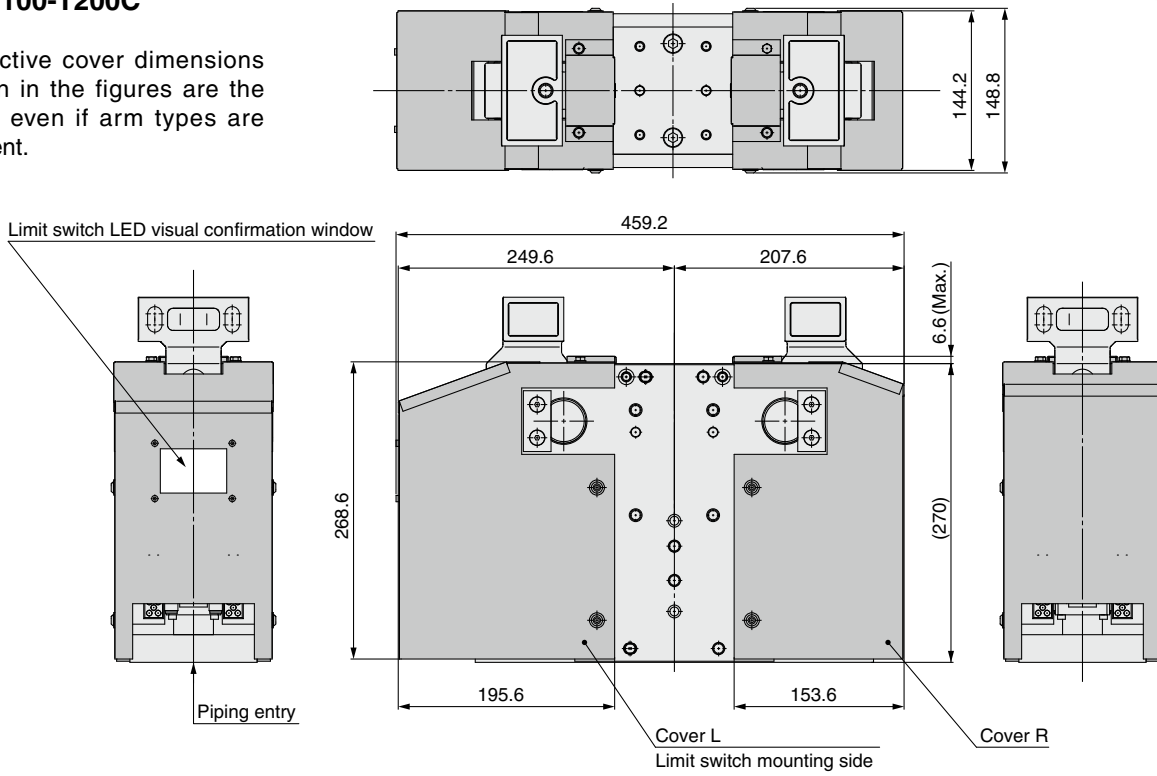 100-1200C
ctive cover dimensions
in the figures are the
even if arm types are
ent.
144.2
148.8
Limit switch LED visual confirmation window
459.2
249.6
207.6
6.6 (Max.)
268.6
(270)
195.6
153.6
Piping entry
Cover L
Limit switch mounting side
Cover R